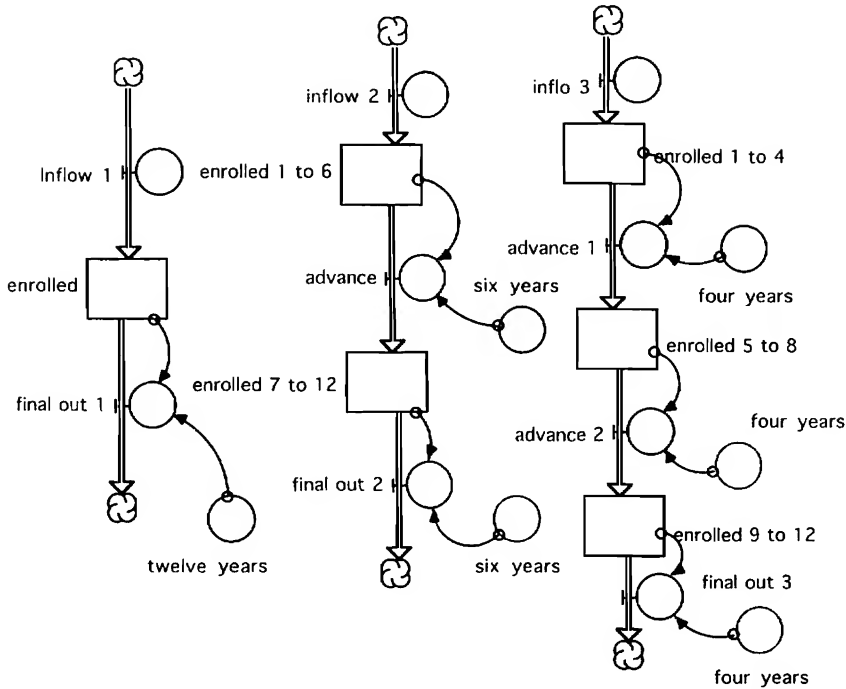 Inflow 1
enrolled
final out 1
twelve years
inflow 2
enrolled 1 to 6
advance
six years
enrolled 7 to 12
final out 2
six years
inflo 3
enrolled 1 to 4
advance 1
four years
enrolled 5 to 8
advance 2
four years
enrolled 9 to 12
final out 3
four years